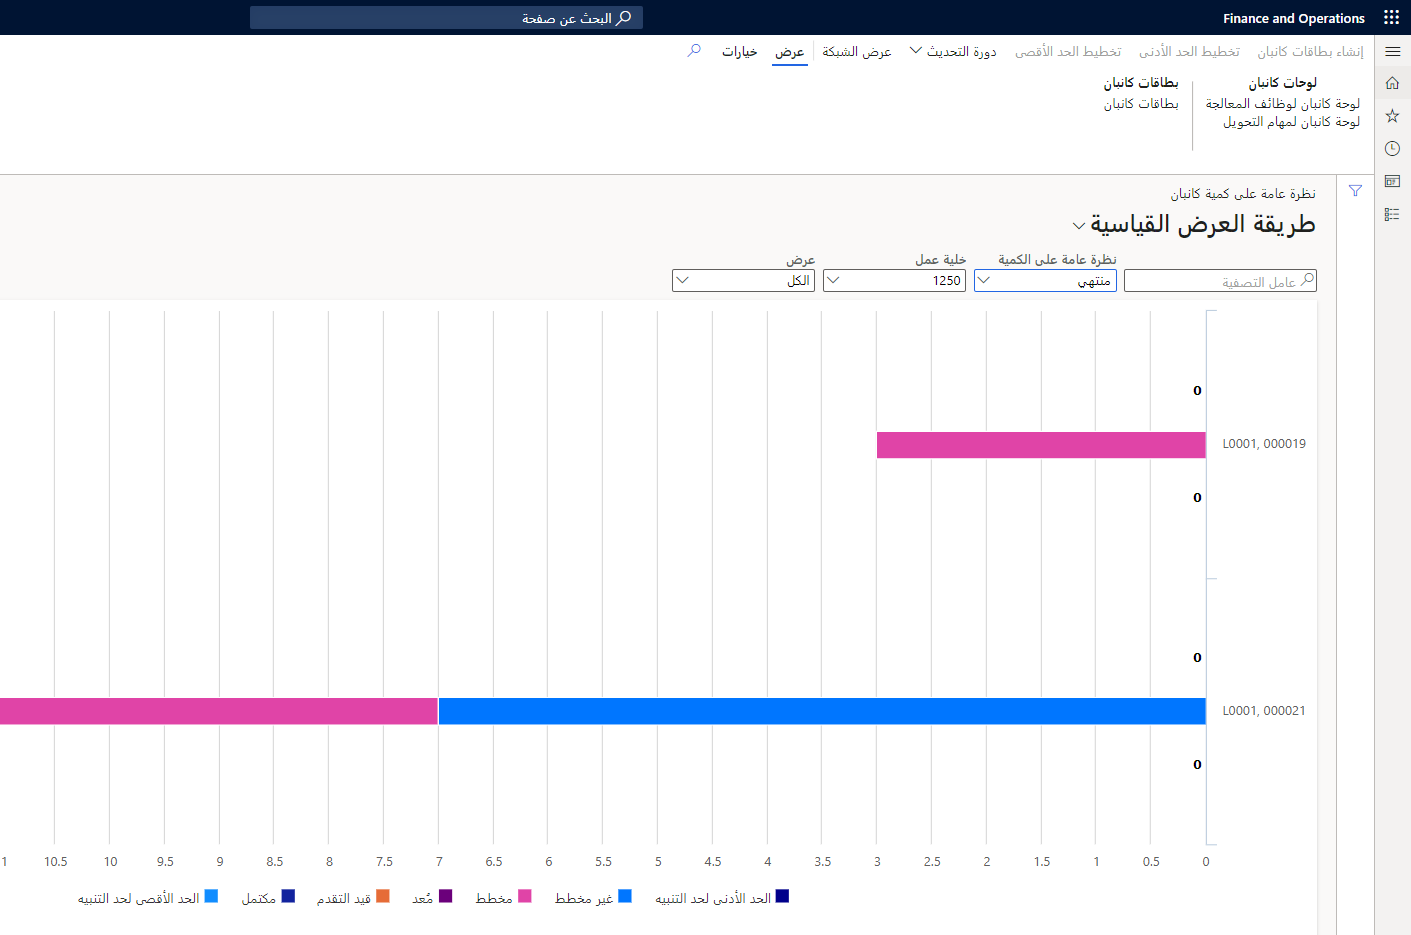 Finance and Operations
البحث عن صفحة
إنشاء بطاقات كانبان
تخطيط الحد الأدنى
تخطيط الحد الأقصى
دورة التحديث
عرض الشبكة
عرض
خيارات
لوحات كانبان
لوحة كانبان لوظائف المعالجة
لوحة كانبان لمهام التحويل
بطاقات كانبان
بطاقات كانبان
نظرة عامة على كمية كانبان
طريقة العرض القياسية
عامل التصفية
نظرة عامة على الكمية
منتهي
خلية عمل
1250
عرض
الكل
0
L0001, 000019
0
0
L0001, 000021
0
0 0.5 1 1.5 2 2.5 3 3.5 4 4.5 5 5.5 6 6.5 7 7.5 8 8.5 9 9.5 10 10.5 1
الحد الأدنى لحد التنبيه
غير مخطط
مخطط
مُعد
قيد التقدم
مكتمل
الحد الأقصى لحد التنبيه